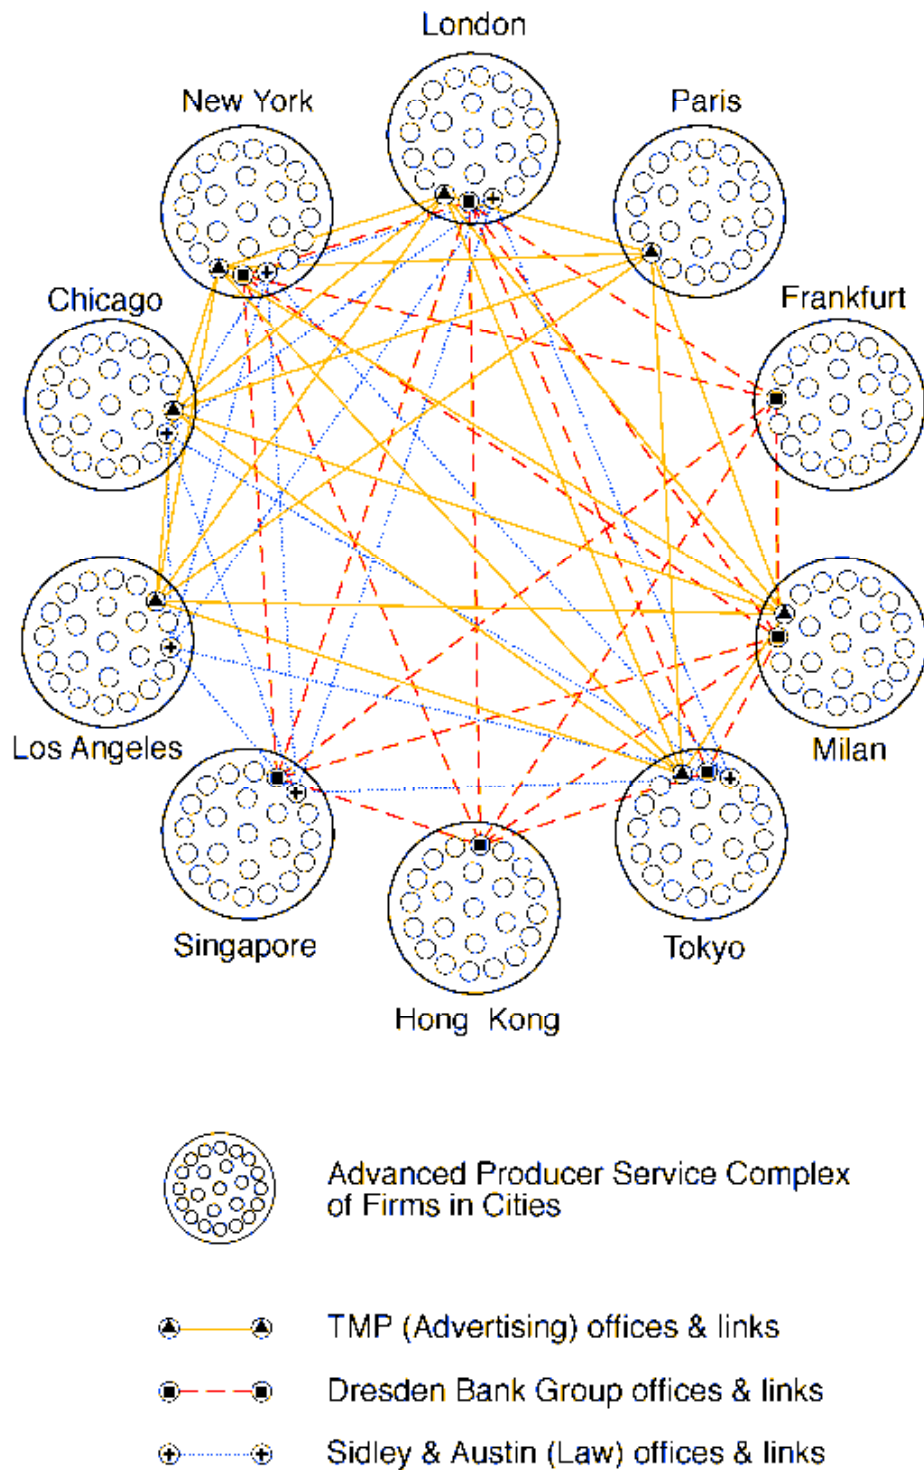 London
New York
Paris
Chicago
Frankfurt
Los Angeles
Milan
Singapore
Tokyo
Hong Kong
Advanced Producer Service Complex
of Firms in Cities
TMP (Advertising) offices & links
Dresden Bank Group offices & links
Sidley & Austin (Law) offices & links